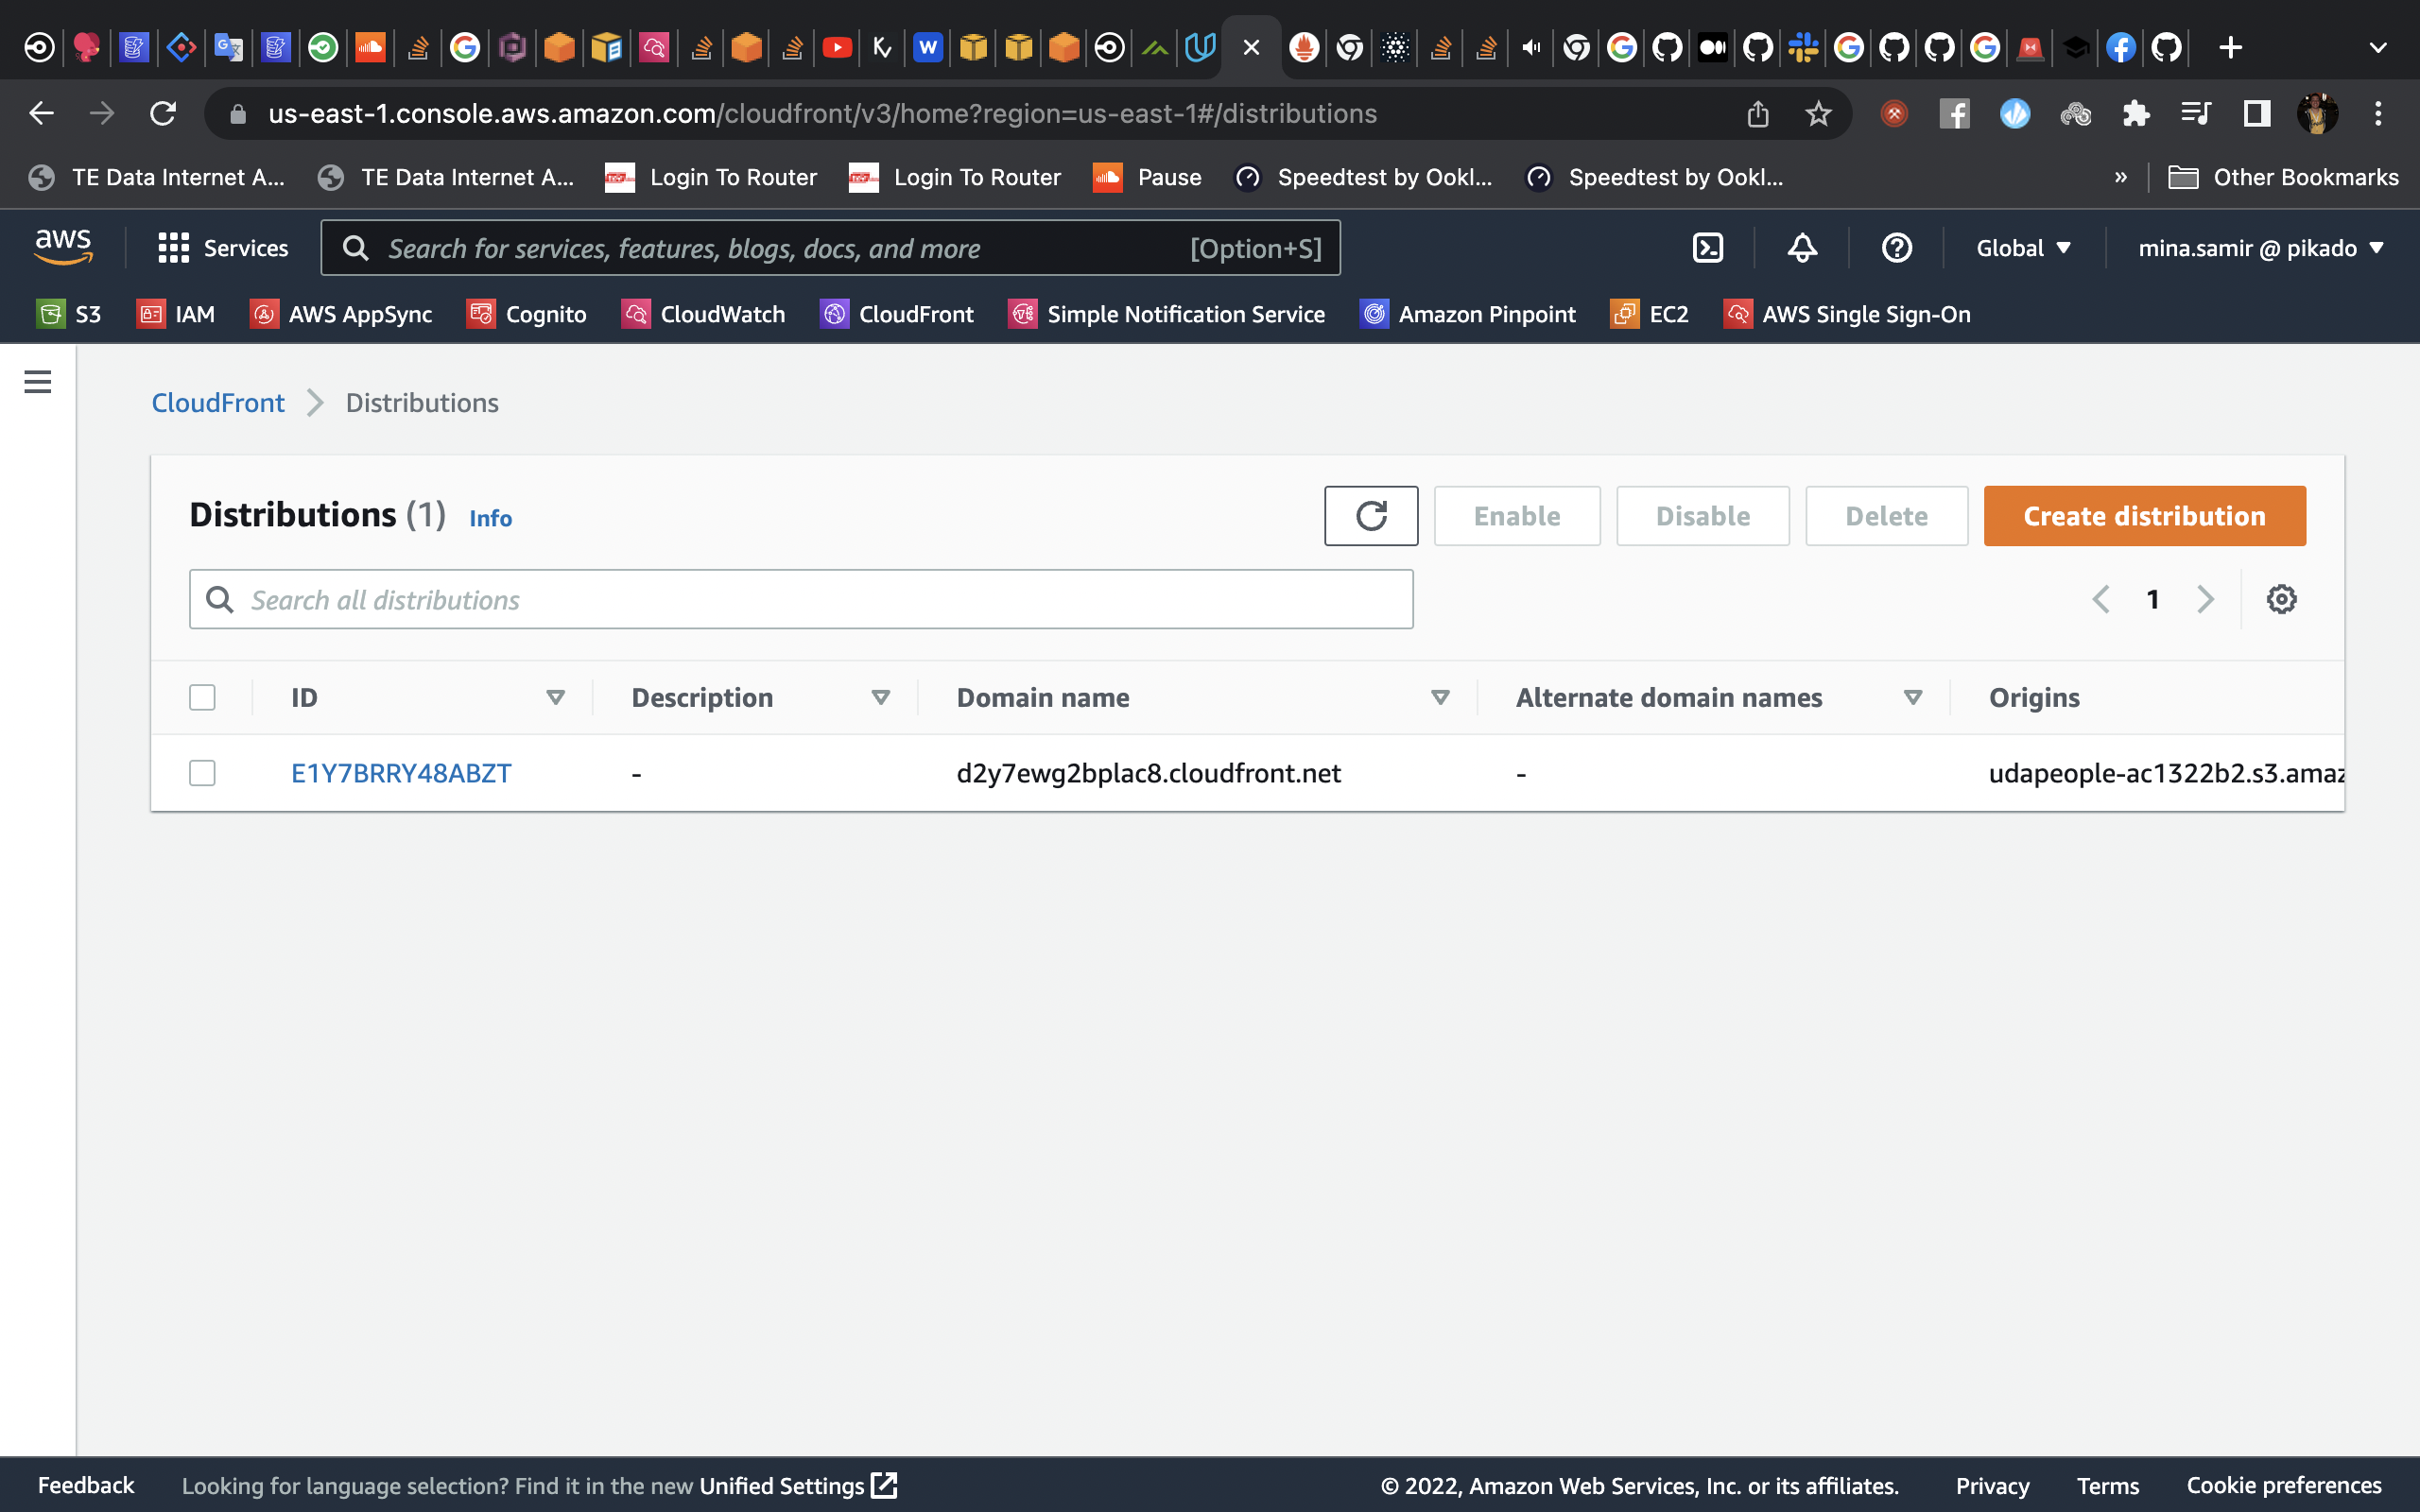 us-east-1.console.aws.amazon.com/cloudfront/v3/home?region=us-east-1#/distributions
TE Data Internet A... TE Data Internet A... Login To Router Login To Router Pause Speedtest by Ookl... Speedtest by Ookl... » Other Bookmarks
aws Services Search for services, features, blogs, docs, and more [Option+S] Global mina.samir @ pikado
S3 IAM AWS AppSync Cognito CloudWatch CloudFront Simple Notification Service Amazon Pinpoint EC2 AWS Single Sign-On
CloudFront Distributions
Distributions (1) Info Enable Disable Delete Create distribution
Search all distributions 1
ID Description Domain name Alternate domain names Origins
E1Y7BRRY48ABZT - d2y7ewg2bplac8.cloudfront.net - udapeople-ac1322b2.s3.amaz
Feedback Looking for language selection? Find it in the new Unified Settings © 2022, Amazon Web Services, Inc. or its affiliates. Privacy Terms Cookie preferences